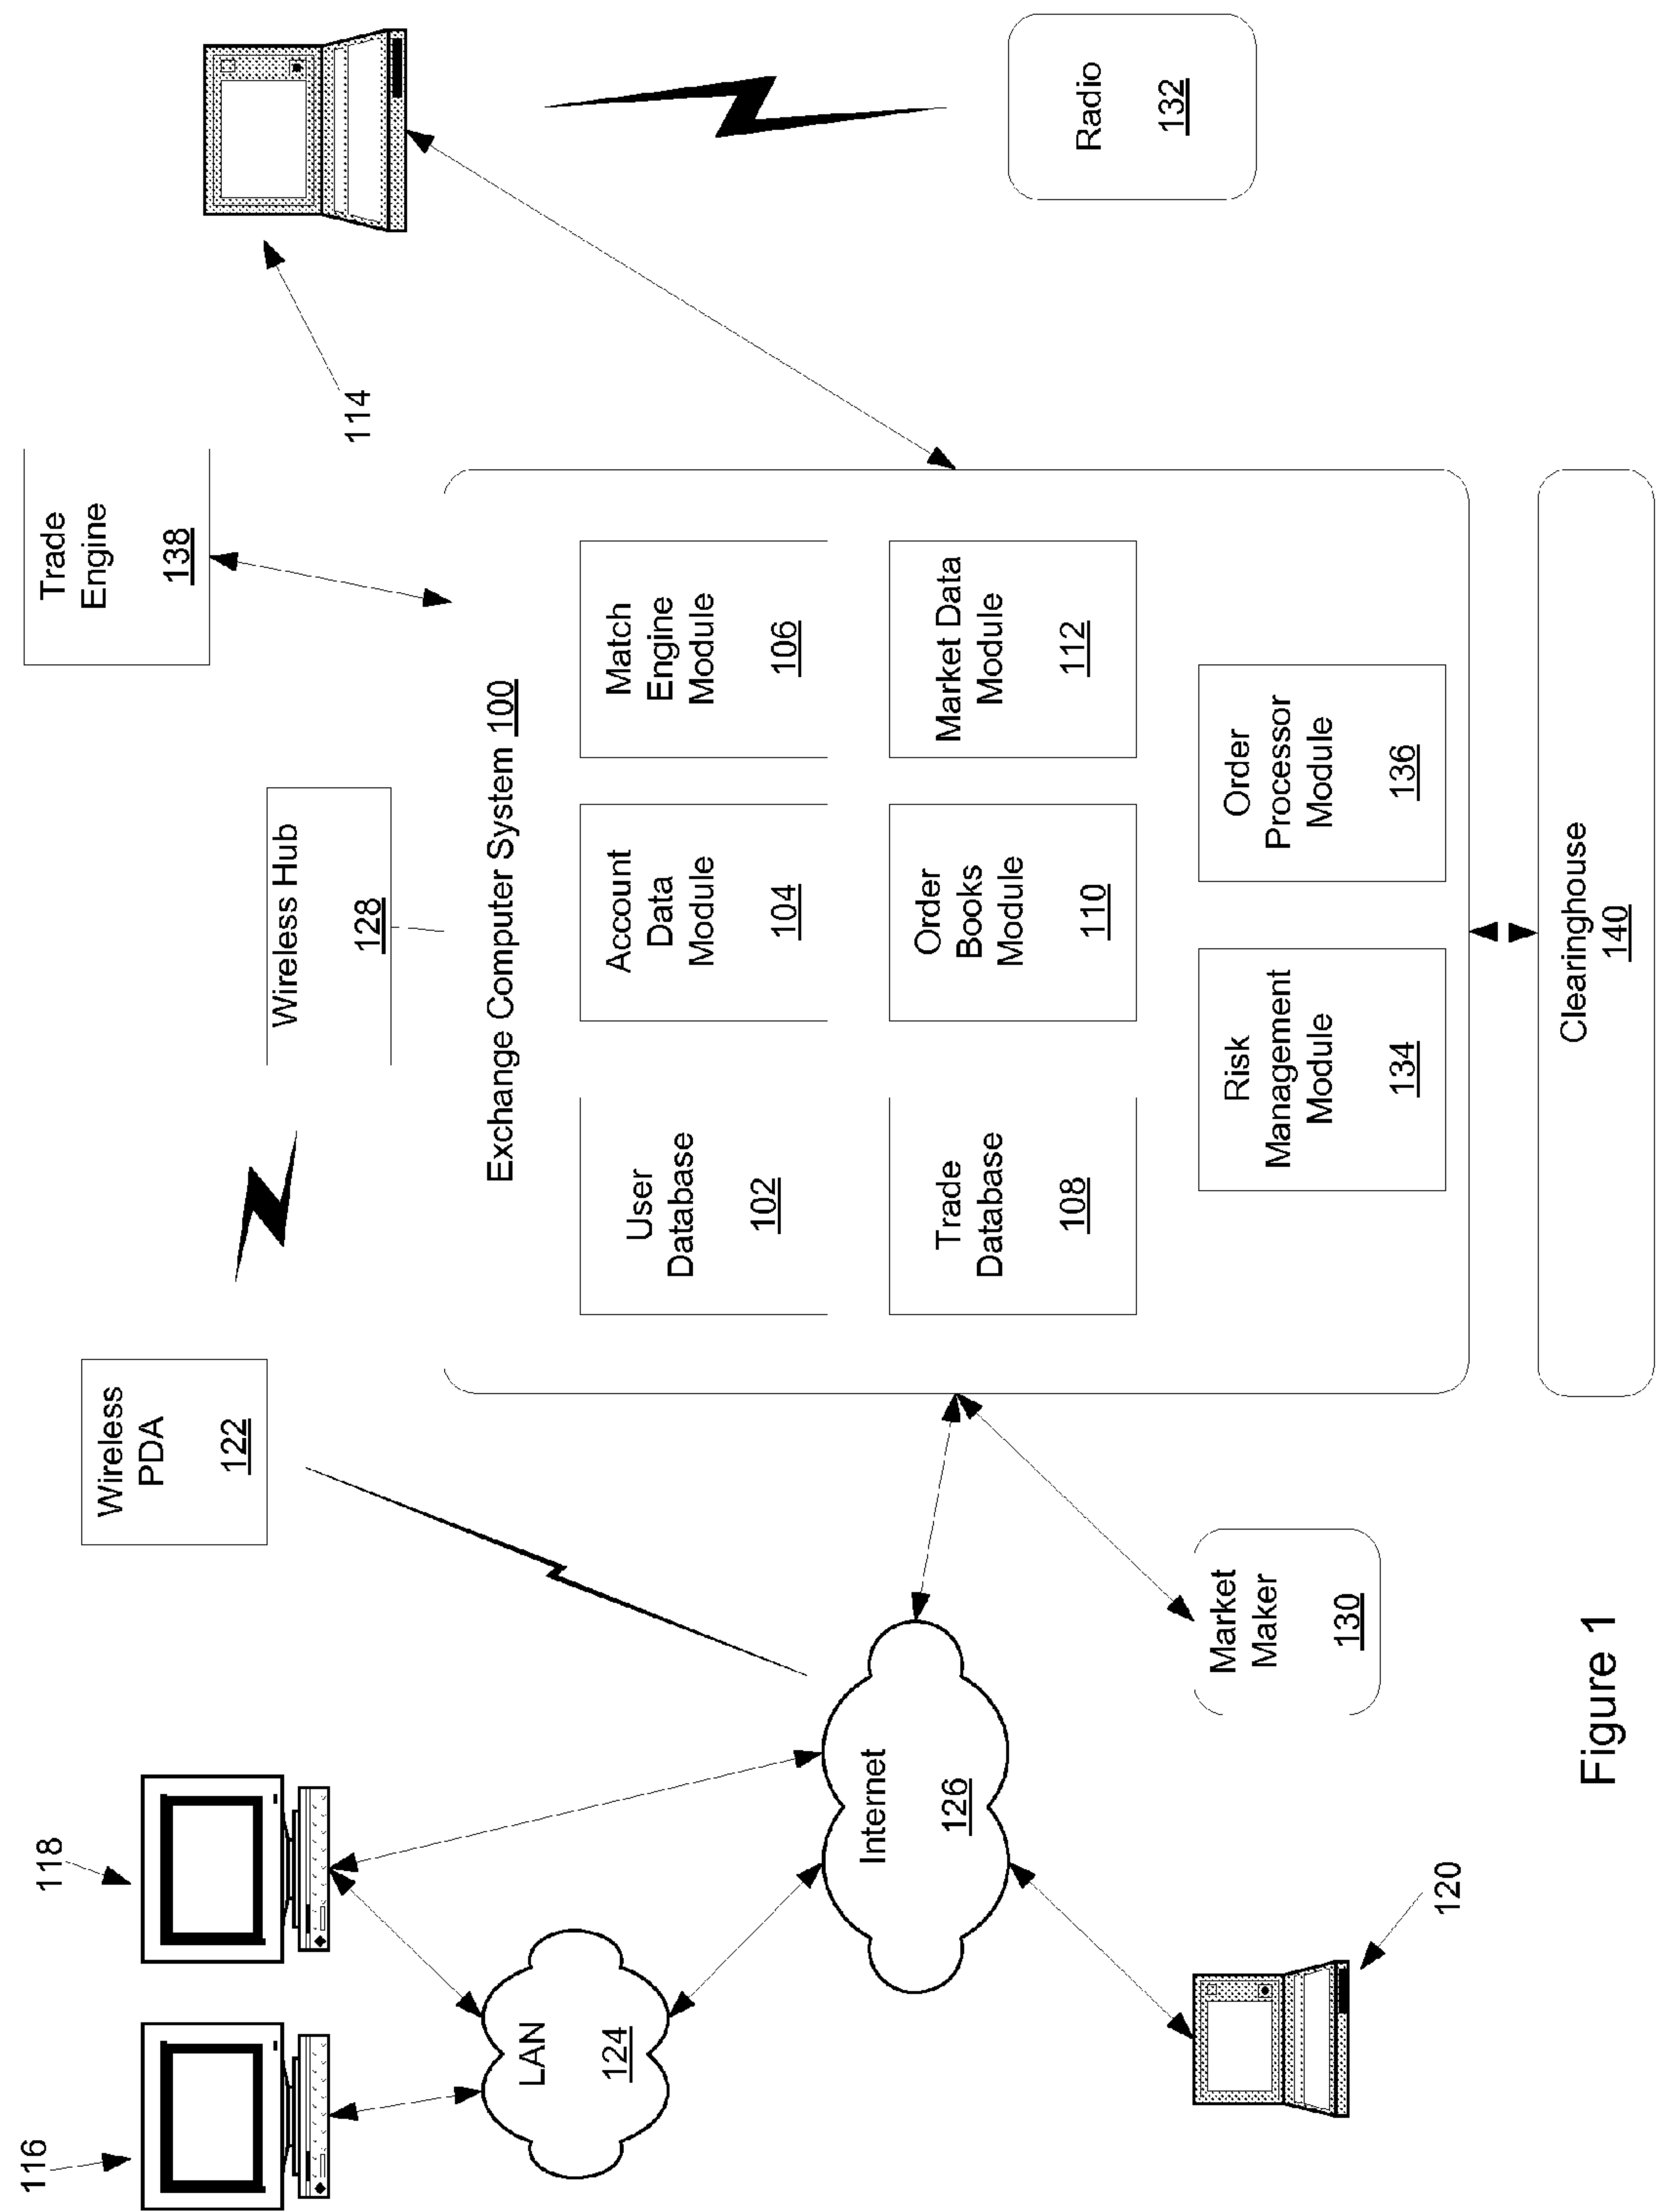 116
118
Wireless
PDA
122
Wireless Hub
128
Trade
Engine
138
114
LAN
124
Internet
126
120
Market
Maker
130
Exchange Computer System 100
User
Database
102
Account
Data
Module
104
Match
Engine
Module
106
Trade
Database
108
Order
Books
Module
110
Market Data
Module
112
Risk
Management
Module
134
Order
Processor
Module
136
Radio
132
Clearinghouse
140
Figure 1